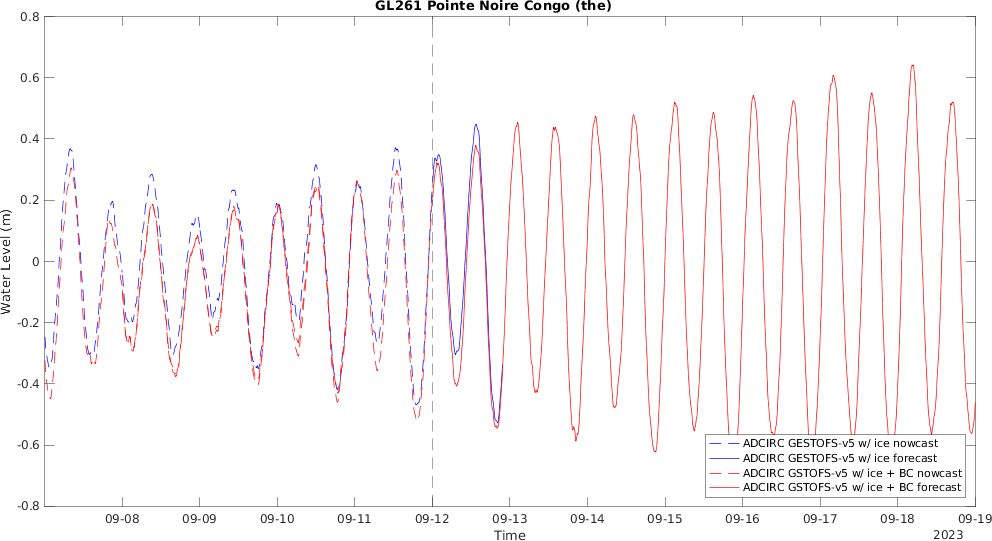 GL261 Pointe Noire Congo (the)
Water Level (m)
0.8
0.6
0.4
0.2
0
-0.2
-0.4
-0.6
-0.8
ADCIRC GESTOFS-v5 w/ ice nowcast
ADCIRC GESTOFS-v5 w/ ice forecast
ADCIRC GSTOFS-v5 w/ ice + BC nowcast
ADCIRC GSTOFS-v5 w/ ice + BC forecast
09-08 09-09 09-10 09-11 09-12 09-13 09-14 09-15 09-16 09-17 09-18 09-19
Time
2023